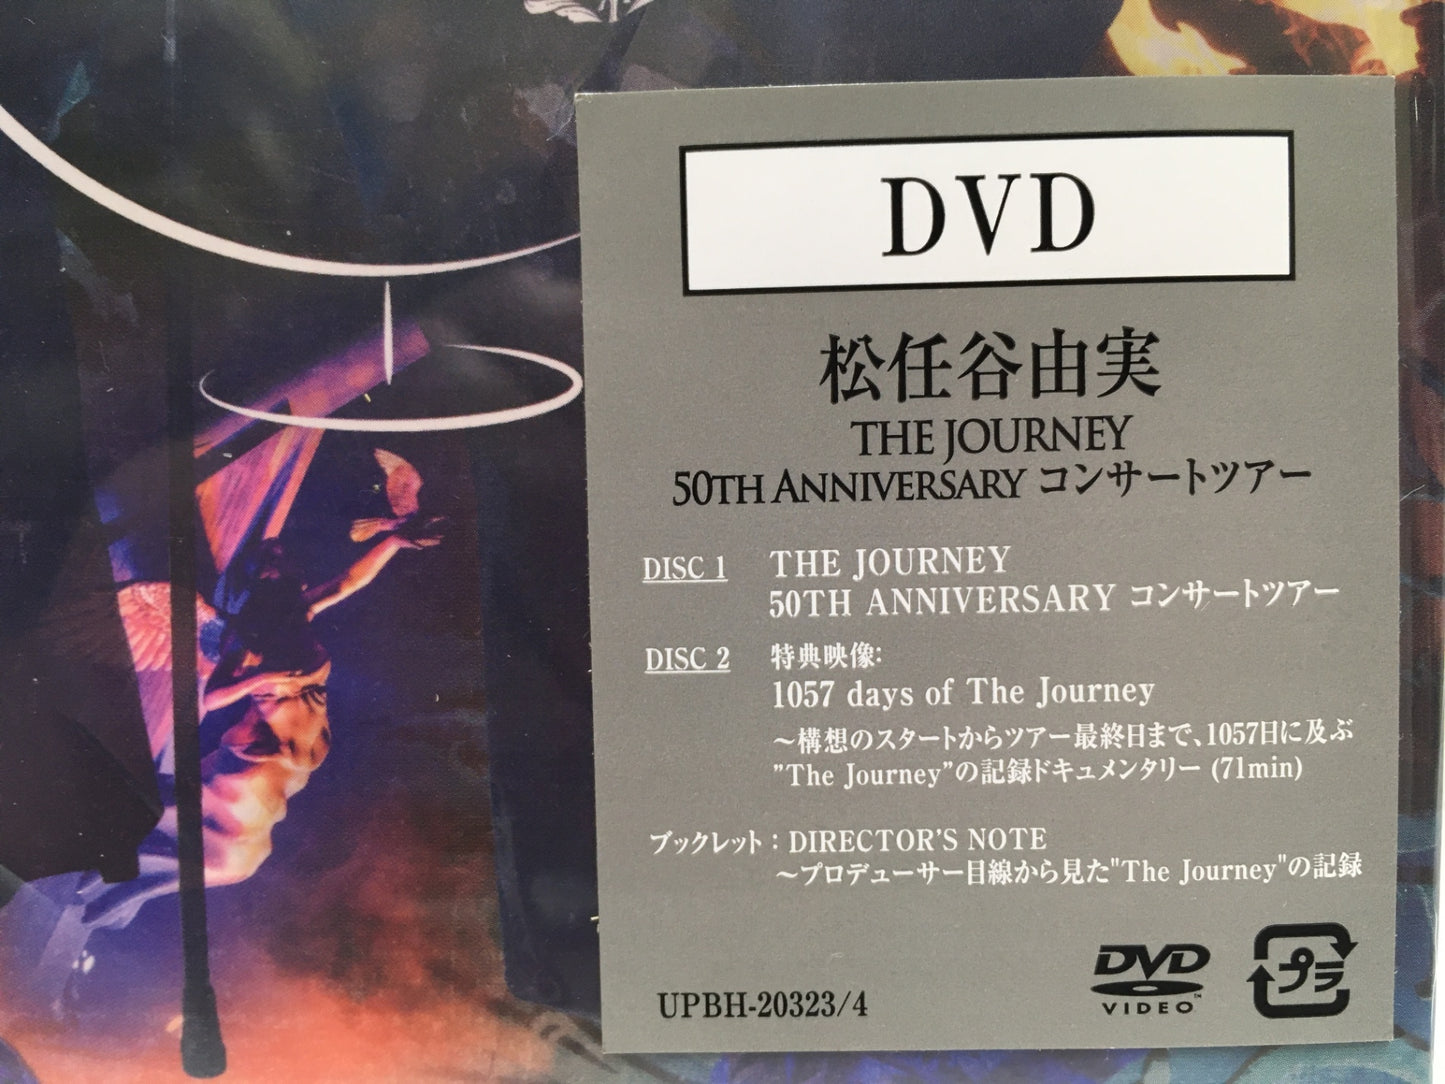 DVD
松任谷由実
THE JOURNEY
50TH ANNIVERSARY コンサートツアー
DISC 1 THE JOURNEY
50TH ANNIVERSARY コンサートツアー
DISC 2 特典映像:
1057 days of The Journey
～構想のスタートからツアー最終日まで、1057日に及ぶ
"The Journey"の記録ドキュメンタリー (71min)
ブックレット：DIRECTOR'S NOTE
～プロデューサー目線から見た"The Journey"の記録
UPBH-20323/4
DVD
VIDEO™
プラ